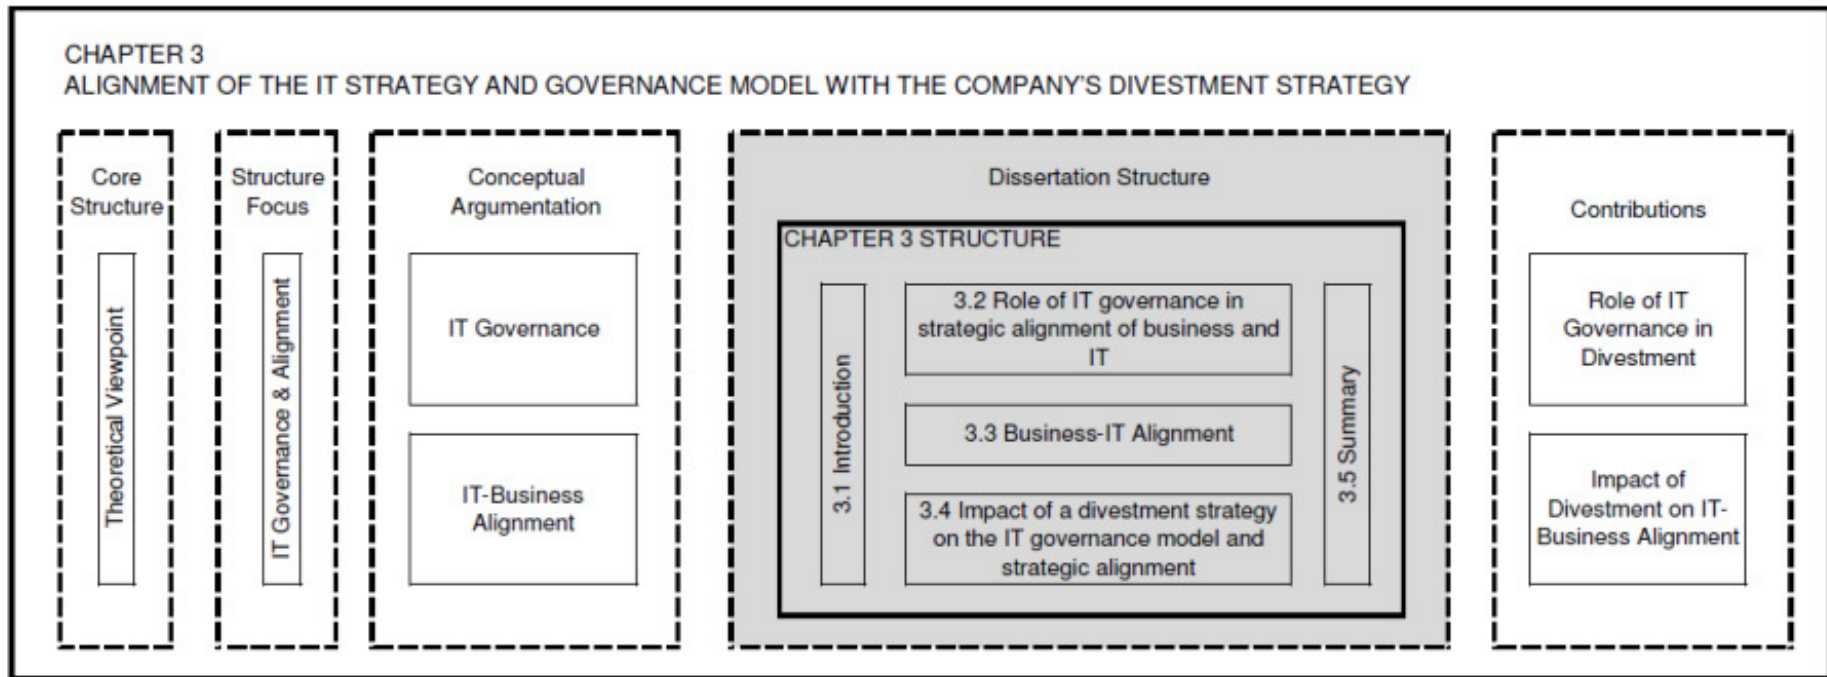 CHAPTER 3
ALIGNMENT OF THE IT STRATEGY AND GOVERNANCE MODEL WITH THE COMPANY'S DIVESTMENT STRATEGY
Core
Structure
Theoretical Viewpoint
Structure
Focus
IT Governance & Alignment
Conceptual
Argumentation
IT Governance
IT-Business
Alignment
Dissertation Structure
CHAPTER 3 STRUCTURE
3.1 Introduction
3.2 Role of IT governance in
strategic alignment of business and
IT
3.3 Business-IT Alignment
3.4 Impact of a divestment strategy
on the IT governance model and
strategic alignment
3.5 Summary
Contributions
Role of IT
Governance in
Divestment
Impact of
Divestment on IT-
Business Alignment